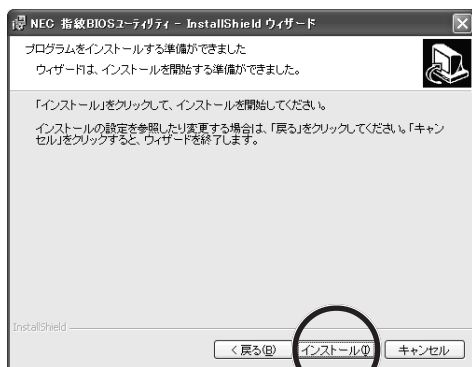 NEC 指紋BIOSユーティリティ - InstallShield ウィザード
プログラムをインストールする準備ができました
ウィザードは、インストールを開始する準備ができました。
「インストール」をクリックして、インストールを開始してください。
インストールの設定を参照したり変更する場合は、「戻る」をクリックしてください。「キャン
セル」をクリックすると、ウィザードを終了します。
InstallShield
< 戻る(B) インストール(I) キャンセル